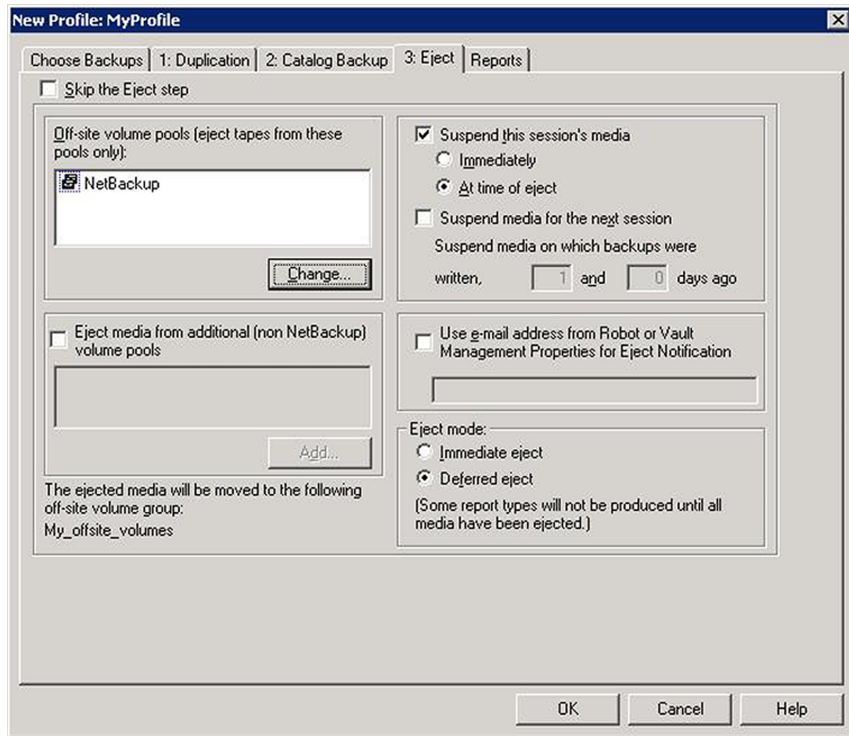 New Profile: MyProfile
Choose Backups
1: Duplication
2: Catalog Backup
3: Eject
Reports
Skip the Eject step
Off-site volume pools (eject tapes from these
pools only):
NetBackup
Change...
Eject media from additional (non NetBackup)
volume pools
Add...
The ejected media will be moved to the following
off-site volume group:
My_offsite_volumes
Suspend this session's media
Immediately
At time of eject
Suspend media for the next session
Suspend media on which backups were
written, 1 and 0 days ago
Use e-mail address from Robot or Vault
Management Properties for Eject Notification
Eject mode:
Immediate eject
Deferred eject
(Some report types will not be produced until all
media have been ejected.)
OK
Cancel
Help